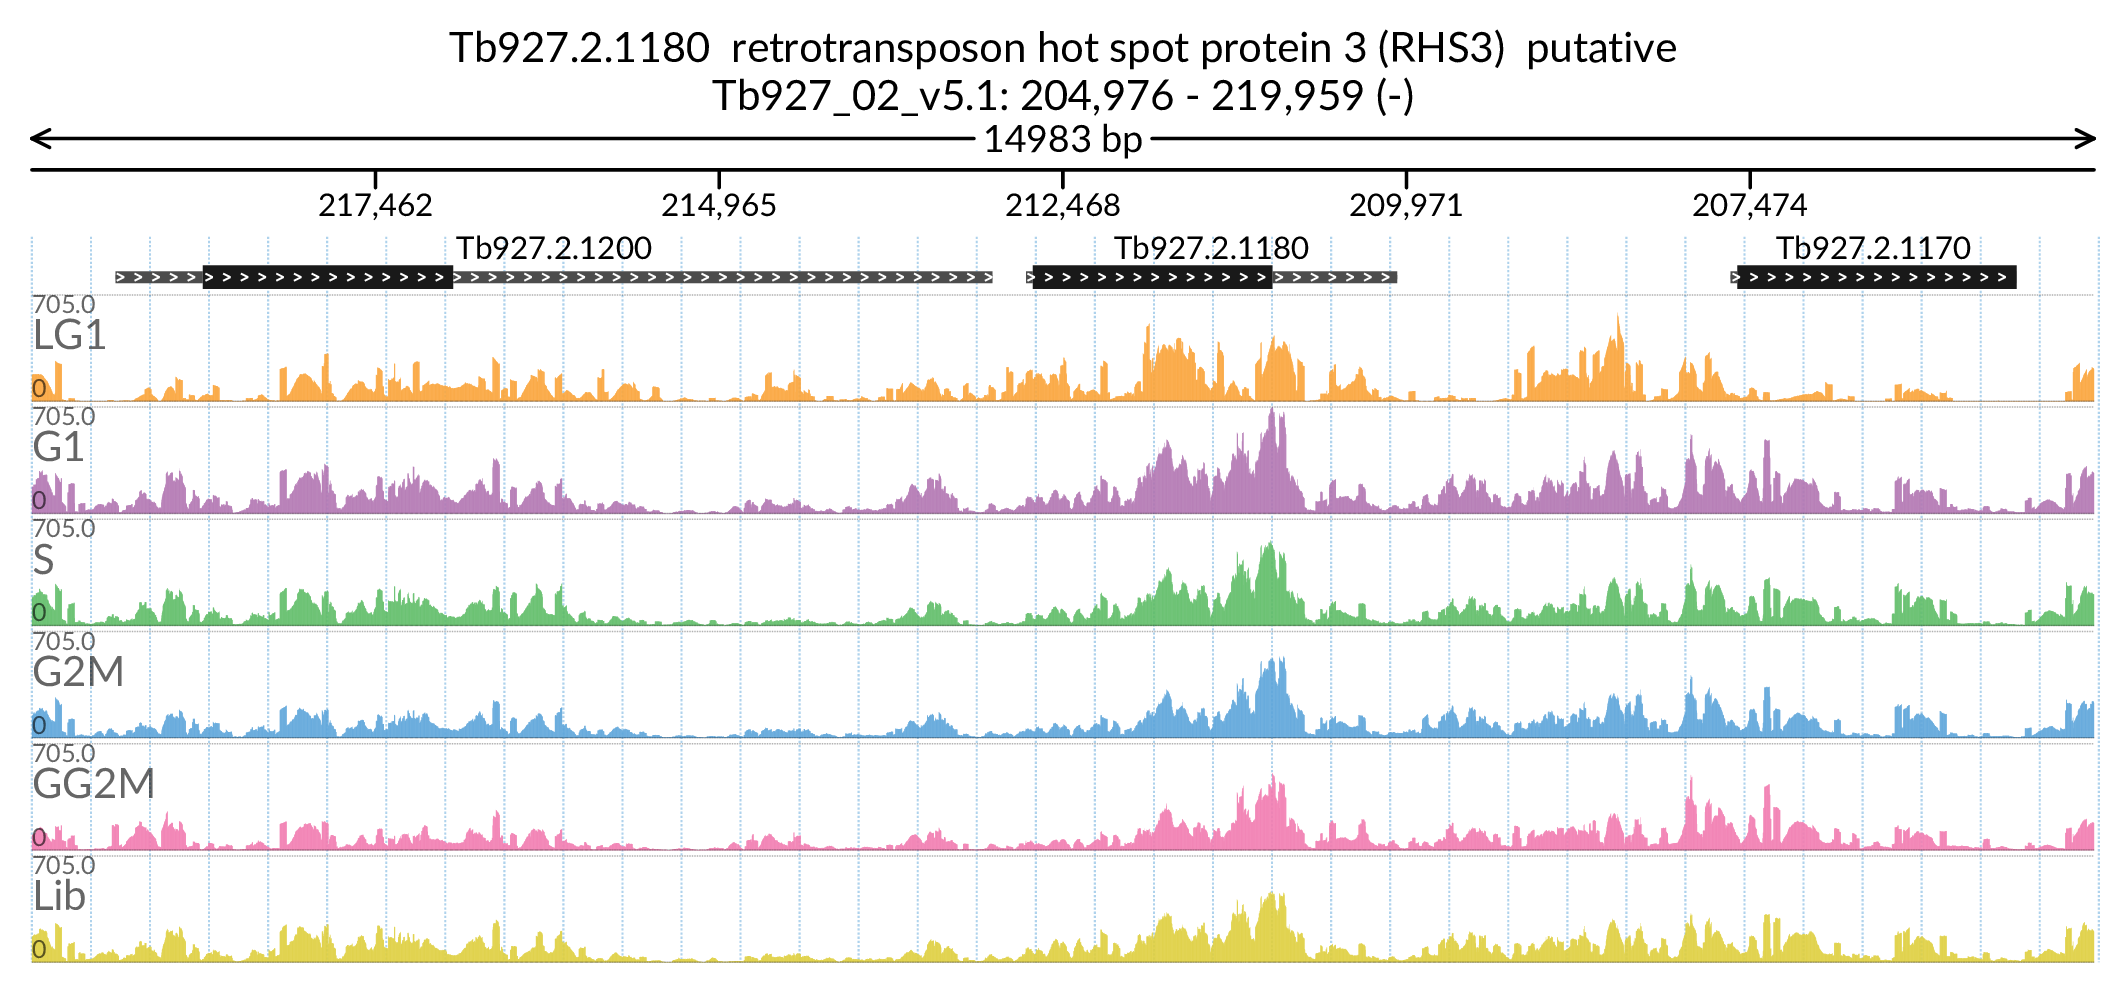 Tb927.2.1180  retrotransposon hot spot protein 3 (RHS3)  putative
Tb927_02_v5.1: 204,976 - 219,959 (-)
14983 bp
217,462 214,965 212,468 209,971 207,474
Tb927.2.1200 Tb927.2.1180 Tb927.2.1170
705.0
LG1
0
705.0
G1
0
705.0
S
0
705.0
G2M
0
705.0
GG2M
0
705.0
Lib
0